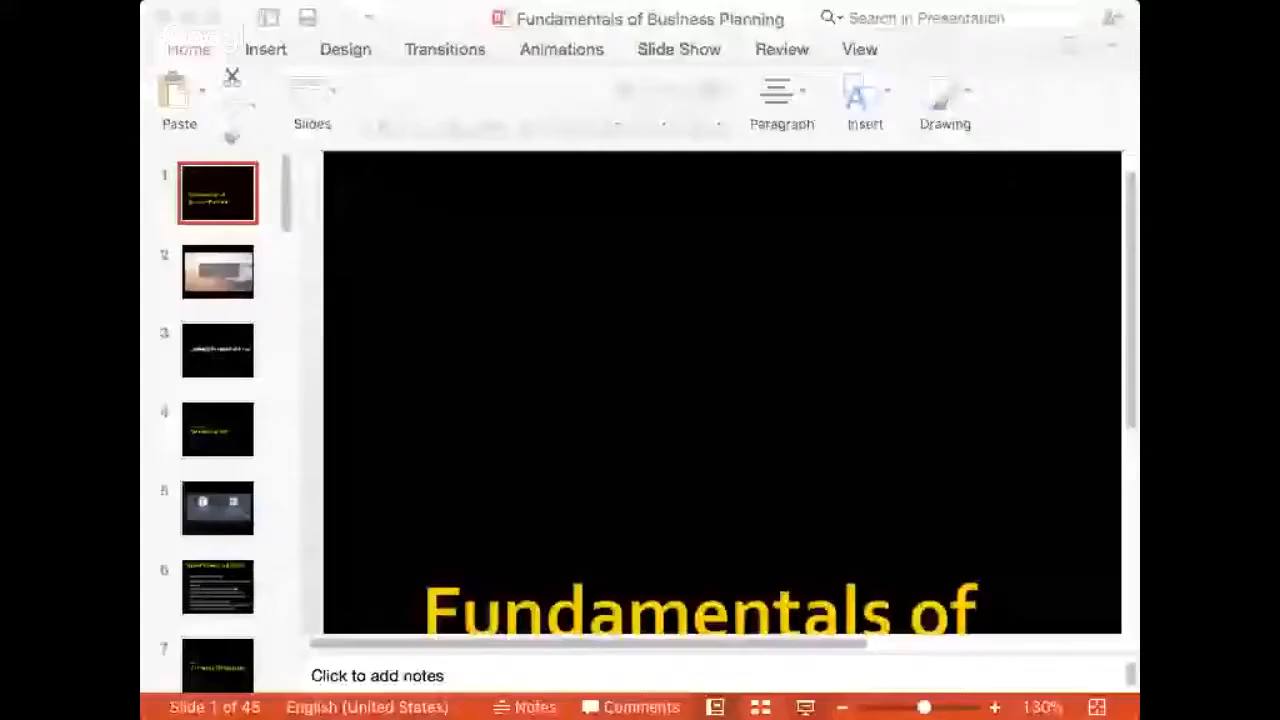 Fundamentals of Business Planning
Search in Presentation
Home Insert Design Transitions Animations Slide Show Review View
Paste Slides Paragraph Insert Drawing
1
2
3
4
5
6
7
Fundamentals of
Click to add notes
Slide 1 of 45 English (United States) Notes Comments 130%